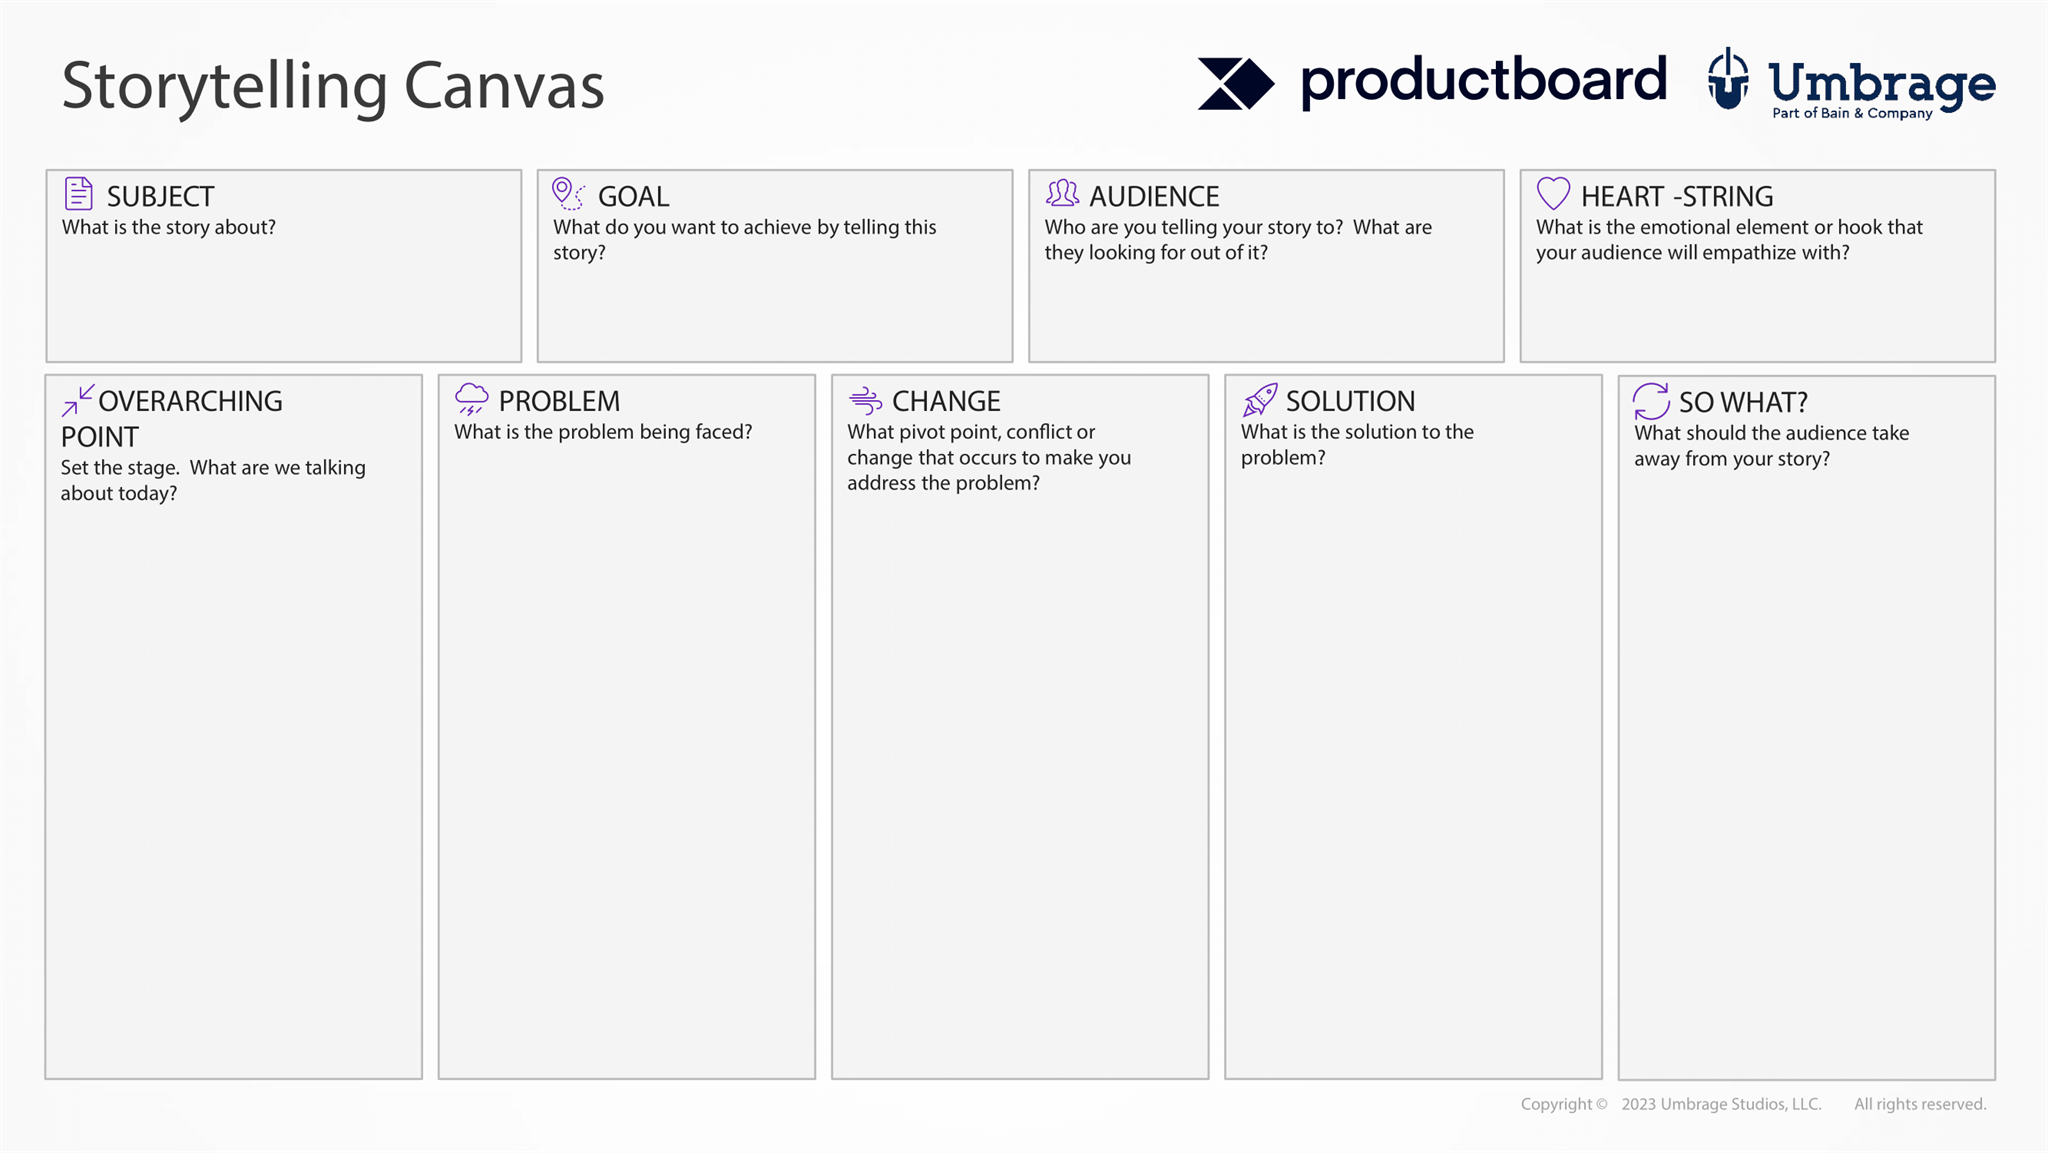 Storytelling Canvas
productboard
Umbrage
Part of Bain & Company
SUBJECT
What is the story about?
GOAL
What do you want to achieve by telling this
story?
AUDIENCE
Who are you telling your story to?  What are
they looking for out of it?
HEART -STRING
What is the emotional element or hook that
your audience will empathize with?
OVERARCHING
POINT
Set the stage.  What are we talking
about today?
PROBLEM
What is the problem being faced?
CHANGE
What pivot point, conflict or
change that occurs to make you
address the problem?
SOLUTION
What is the solution to the
problem?
SO WHAT?
What should the audience take
away from your story?
Copyright © 2023 Umbrage Studios, LLC. All rights reserved.